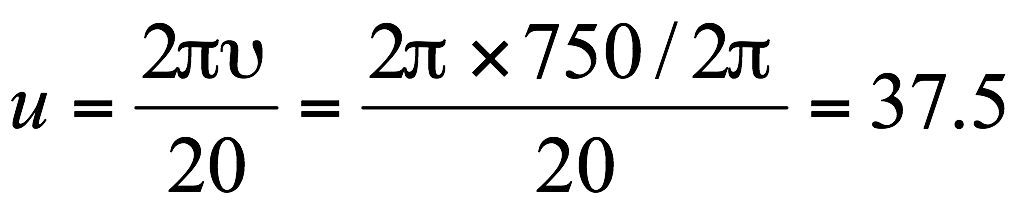 u = 2πυ/20 = (2π × 750 / 2π)/20 = 37.5